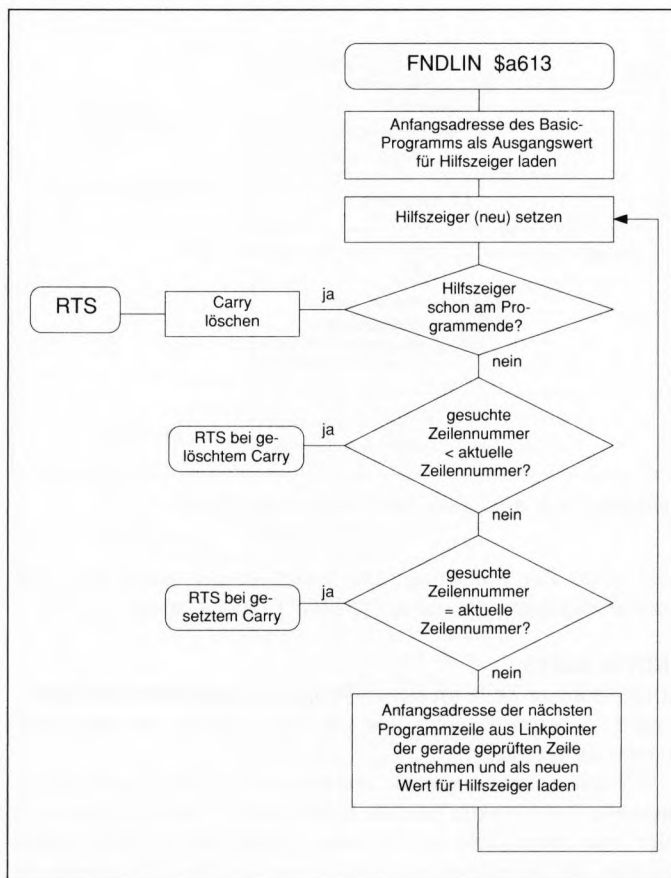 FNDLIN $a613
Anfangsadresse des Basic-
Programms als Ausgangswert
für Hilfszeiger laden
Hilfszeiger (neu) setzen
Hilfszeiger
schon am Pro-
grammende?
ja
Carry
löschen
RTS
nein
gesuchte
Zeilennummer
< aktuelle
Zeilennummer?
ja
RTS bei ge-
löschtem Carry
nein
gesuchte
Zeilennummer
= aktuelle
Zeilennummer?
ja
RTS bei ge-
setztem Carry
nein
Anfangsadresse der nächsten
Programmzeile aus Linkpointer
der gerade geprüften Zeile
entnehmen und als neuen
Wert für Hilfszeiger laden